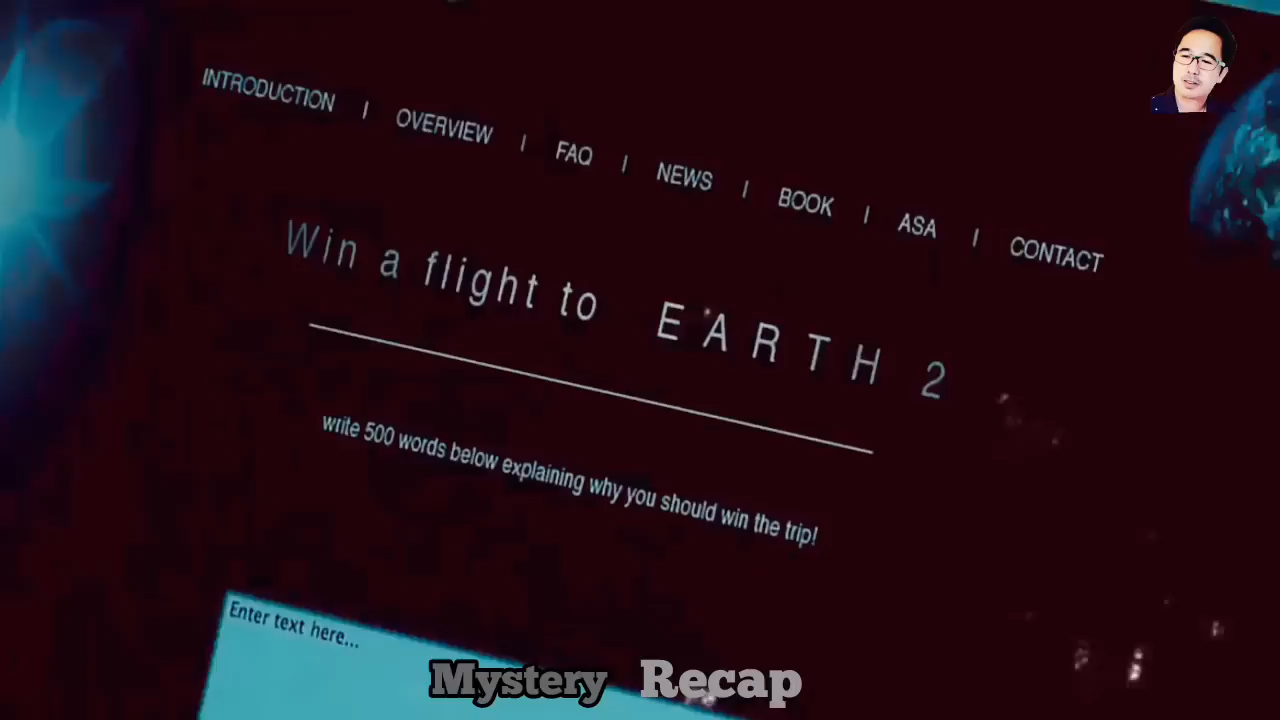 INTRODUCTION | OVERVIEW | FAQ | NEWS | BOOK | ASA | CONTACT
Win a flight to EARTH 2
write 500 words below explaining why you should win the trip!
Enter text here...
Mystery Recap